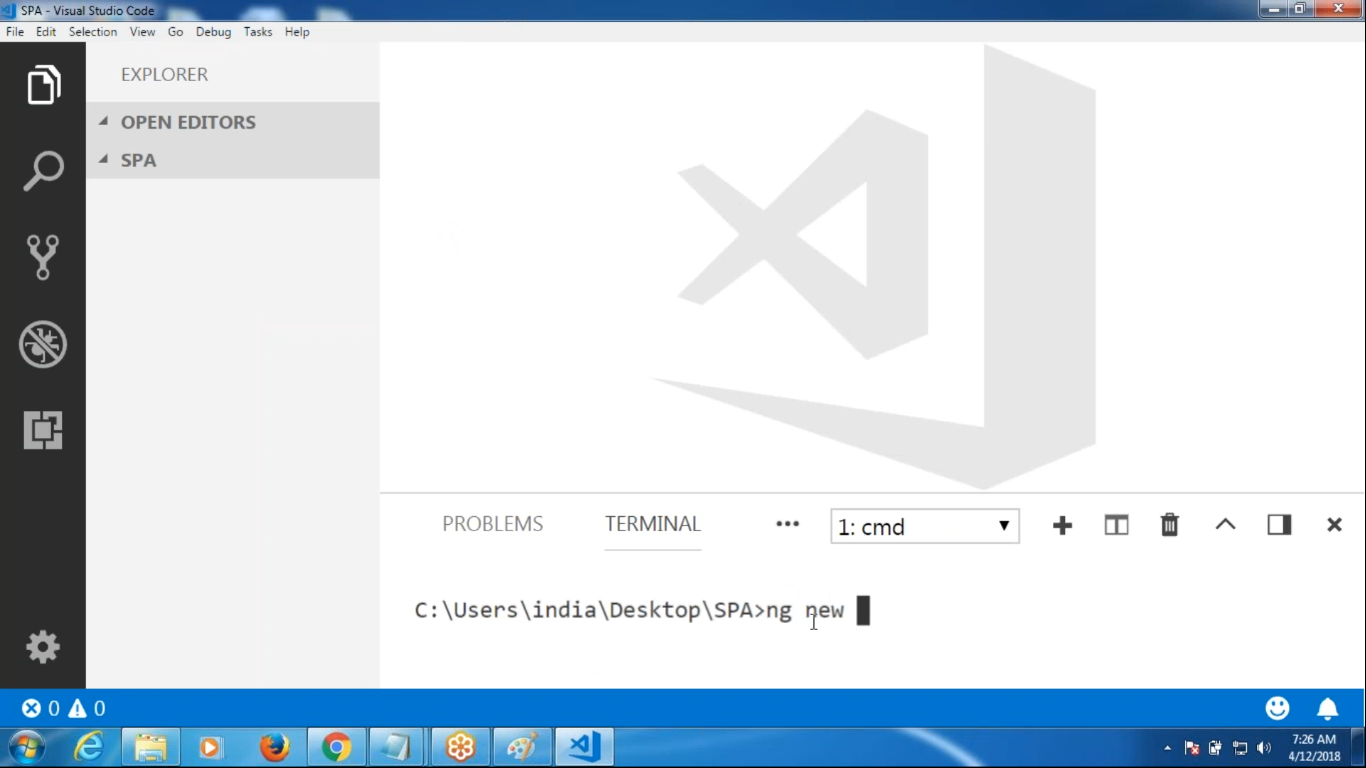 SPA - Visual Studio Code
File Edit Selection View Go Debug Tasks Help
EXPLORER
OPEN EDITORS
SPA
PROBLEMS TERMINAL ••• 1: cmd
C:\Users\india\Desktop\SPA>ng new
0 0
7:26 AM
4/12/2018